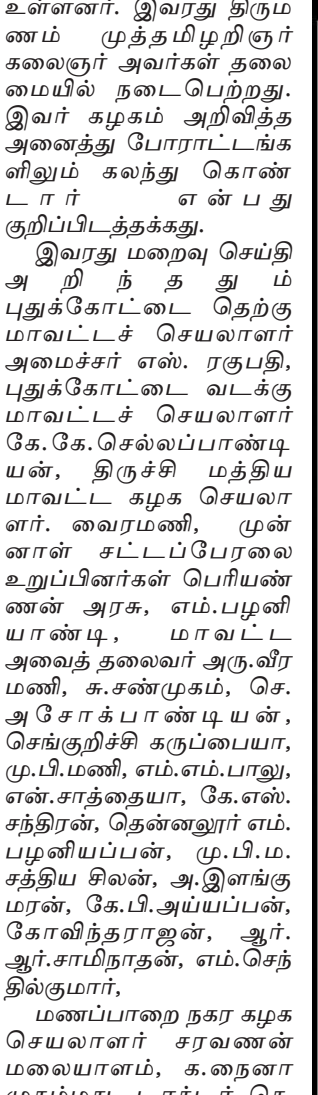 உள்ளனர். இவரது திரும
ணம் முத்தமிழறிஞர்
கலைஞர் அவர்கள் தலை
மையில் நடைபெற்றது.
இவர் கழகம் அறிவித்த
அனைத்து போராட்டங்க
ளிலும் கலந்து கொண்
டார் என்பது
குறிப்பிடத்தக்கது.
இவரது மறைவு செய்தி
அறிந்ததும்
புதுக்கோட்டை தெற்கு
மாவட்டச் செயலாளர்
அமைச்சர் எஸ். ரகுபதி,
புதுக்கோட்டை வடக்கு
மாவட்டச் செயலாளர்
கே.கே.செல்லப்பாண்டி
யன், திருச்சி மத்திய
மாவட்ட கழக செயலா
ளர். வைரமணி, முன்
னாள் சட்டப்பேரலை
உறுப்பினர்கள் பெரியண்
ணன் அரசு, எம்.பழனி
யாண்டி, மாவட்ட
அவைத் தலைவர் அரு.வீர
மணி, சு.சண்முகம், செ.
அசோக்பாண்டியன்,
செங்குறிச்சி கருப்பையா,
மு.பி.மணி, எம்.எம்.பாலு,
என்.சாத்தையா, கே.எஸ்.
சந்திரன், தென்னலூர் எம்.
பழனியப்பன், மு.பி.ம.
சத்திய சிலன், அ.இளங்கு
மரன், கே.பி.அய்யப்பன்,
கோவிந்தராஜன், ஆர்.
ஆர்.சாமிநாதன், எம்.செந்
தில்குமார்,
மணப்பாறை நகர கழக
செயலாளர் சரவணன்
மலையாளம், க.நைனா